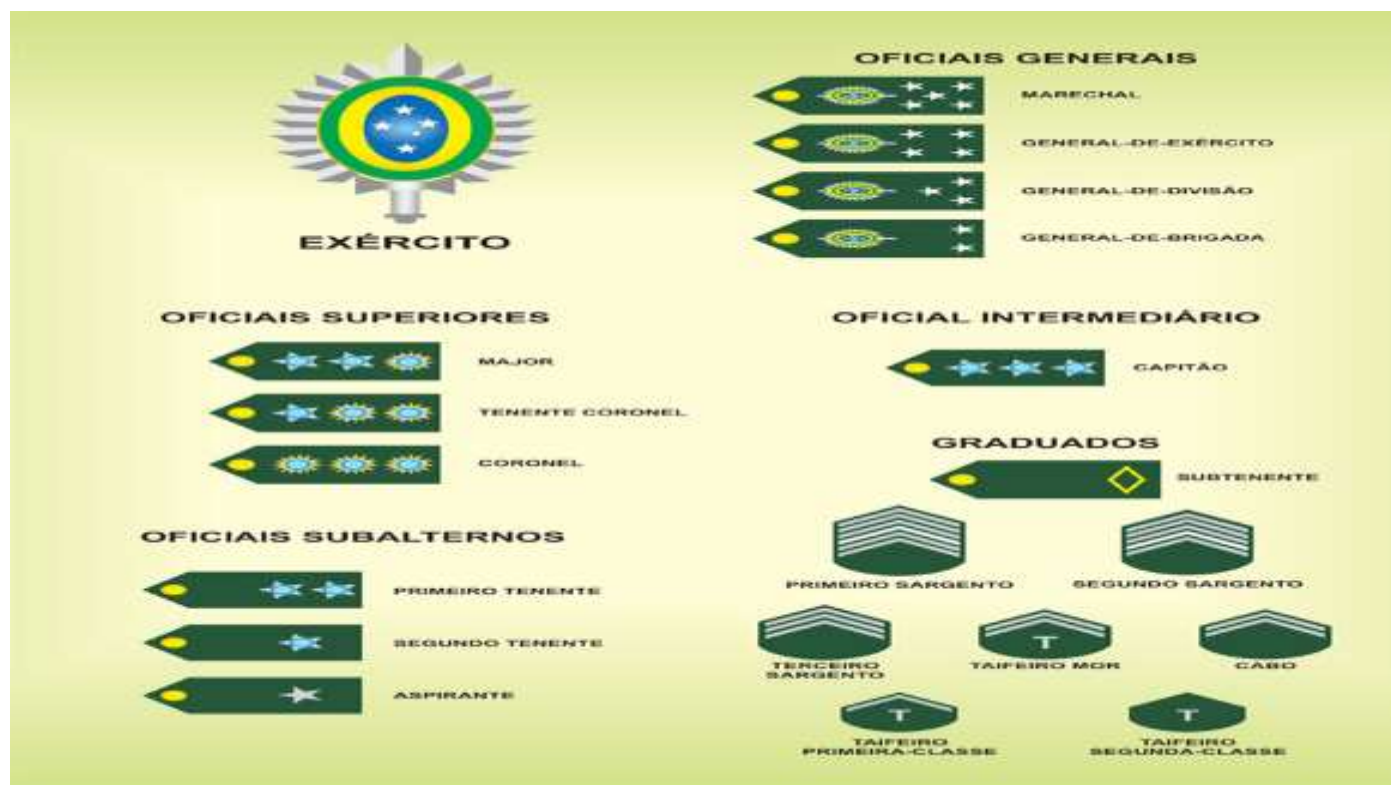 EXÉRCITO
OFICIAIS GENERAIS
MARECHAL
GENERAL-DE-EXÉRCITO
GENERAL-DE-DIVISÃO
GENERAL-DE-BRIGADA
OFICIAIS SUPERIORES
MAJOR
TENENTE CORONEL
CORONEL
OFICIAL INTERMEDIÁRIO
CAPITÃO
OFICIAIS SUBALTERNOS
PRIMEIRO TENENTE
SEGUNDO TENENTE
ASPIRANTE
GRADUADOS
SUBTENENTE
PRIMEIRO SARGENTO
SEGUNDO SARGENTO
TERCEIRO
SARGENTO
T
TAIFEIRO MOR
CABO
T
TAIFEIRO
PRIMEIRA-CLASSE
T
TAIFEIRO
SEGUNDA-CLASSE